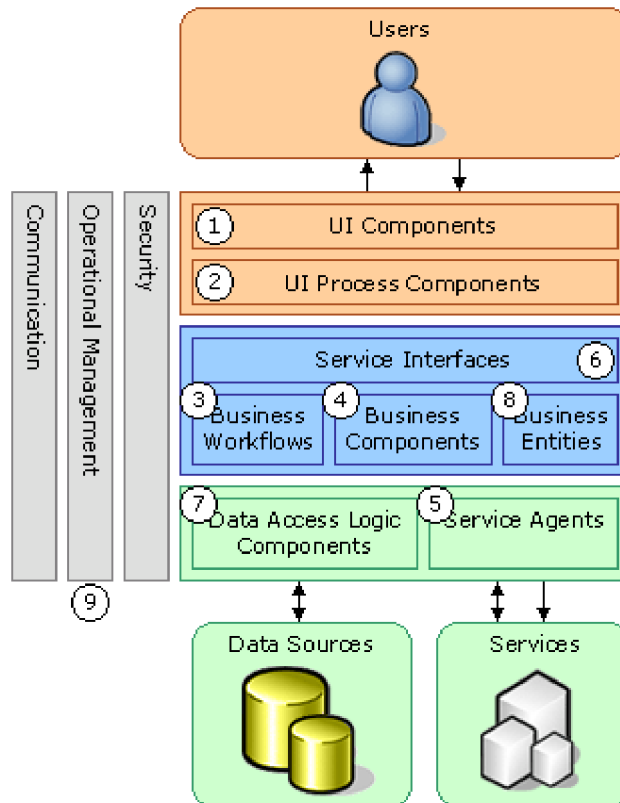 Users
Communication
Operational Management
Security
1
UI Components
2
UI Process Components
Service Interfaces
6
3
4
8
Business
Workflows
Business
Components
Business
Entities
7
5
Data Access Logic
Components
Service Agents
9
Data Sources
Services